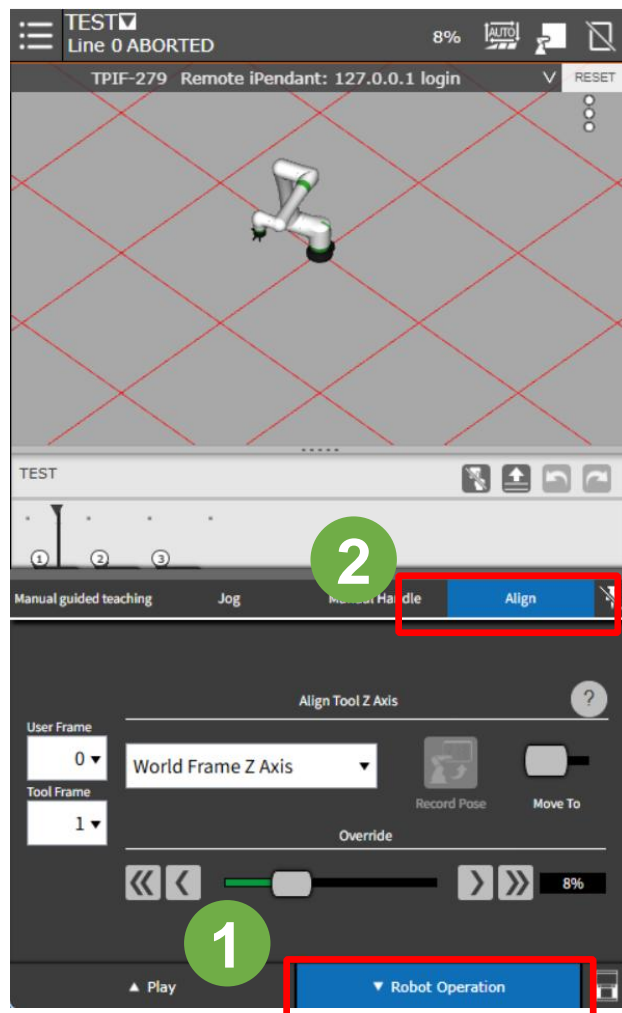 TEST
Line 0 ABORTED
8%
AUTO
TPIF-279 Remote iPendant: 127.0.0.1 login
RESET
TEST
1 2 3
2
Manual guided teaching
Jog
Manual Handle
Align
Align Tool Z Axis
?
User Frame
0
World Frame Z Axis
Tool Frame
1
Record Pose
Move To
Override
8%
1
Play
Robot Operation